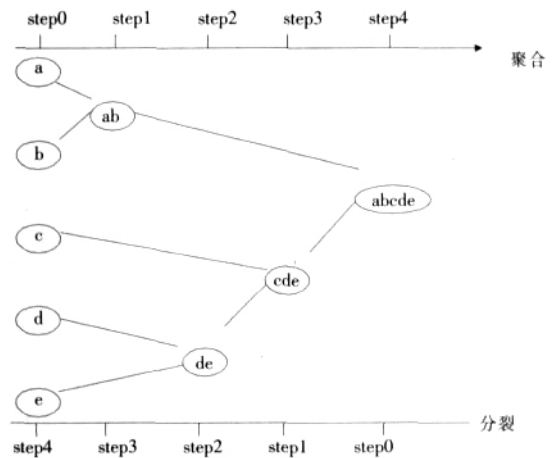 step0 step1 step2 step3 step4
聚合
a
ab
b
abcde
c
cde
d
de
e
分裂
step4 step3 step2 step1 step0